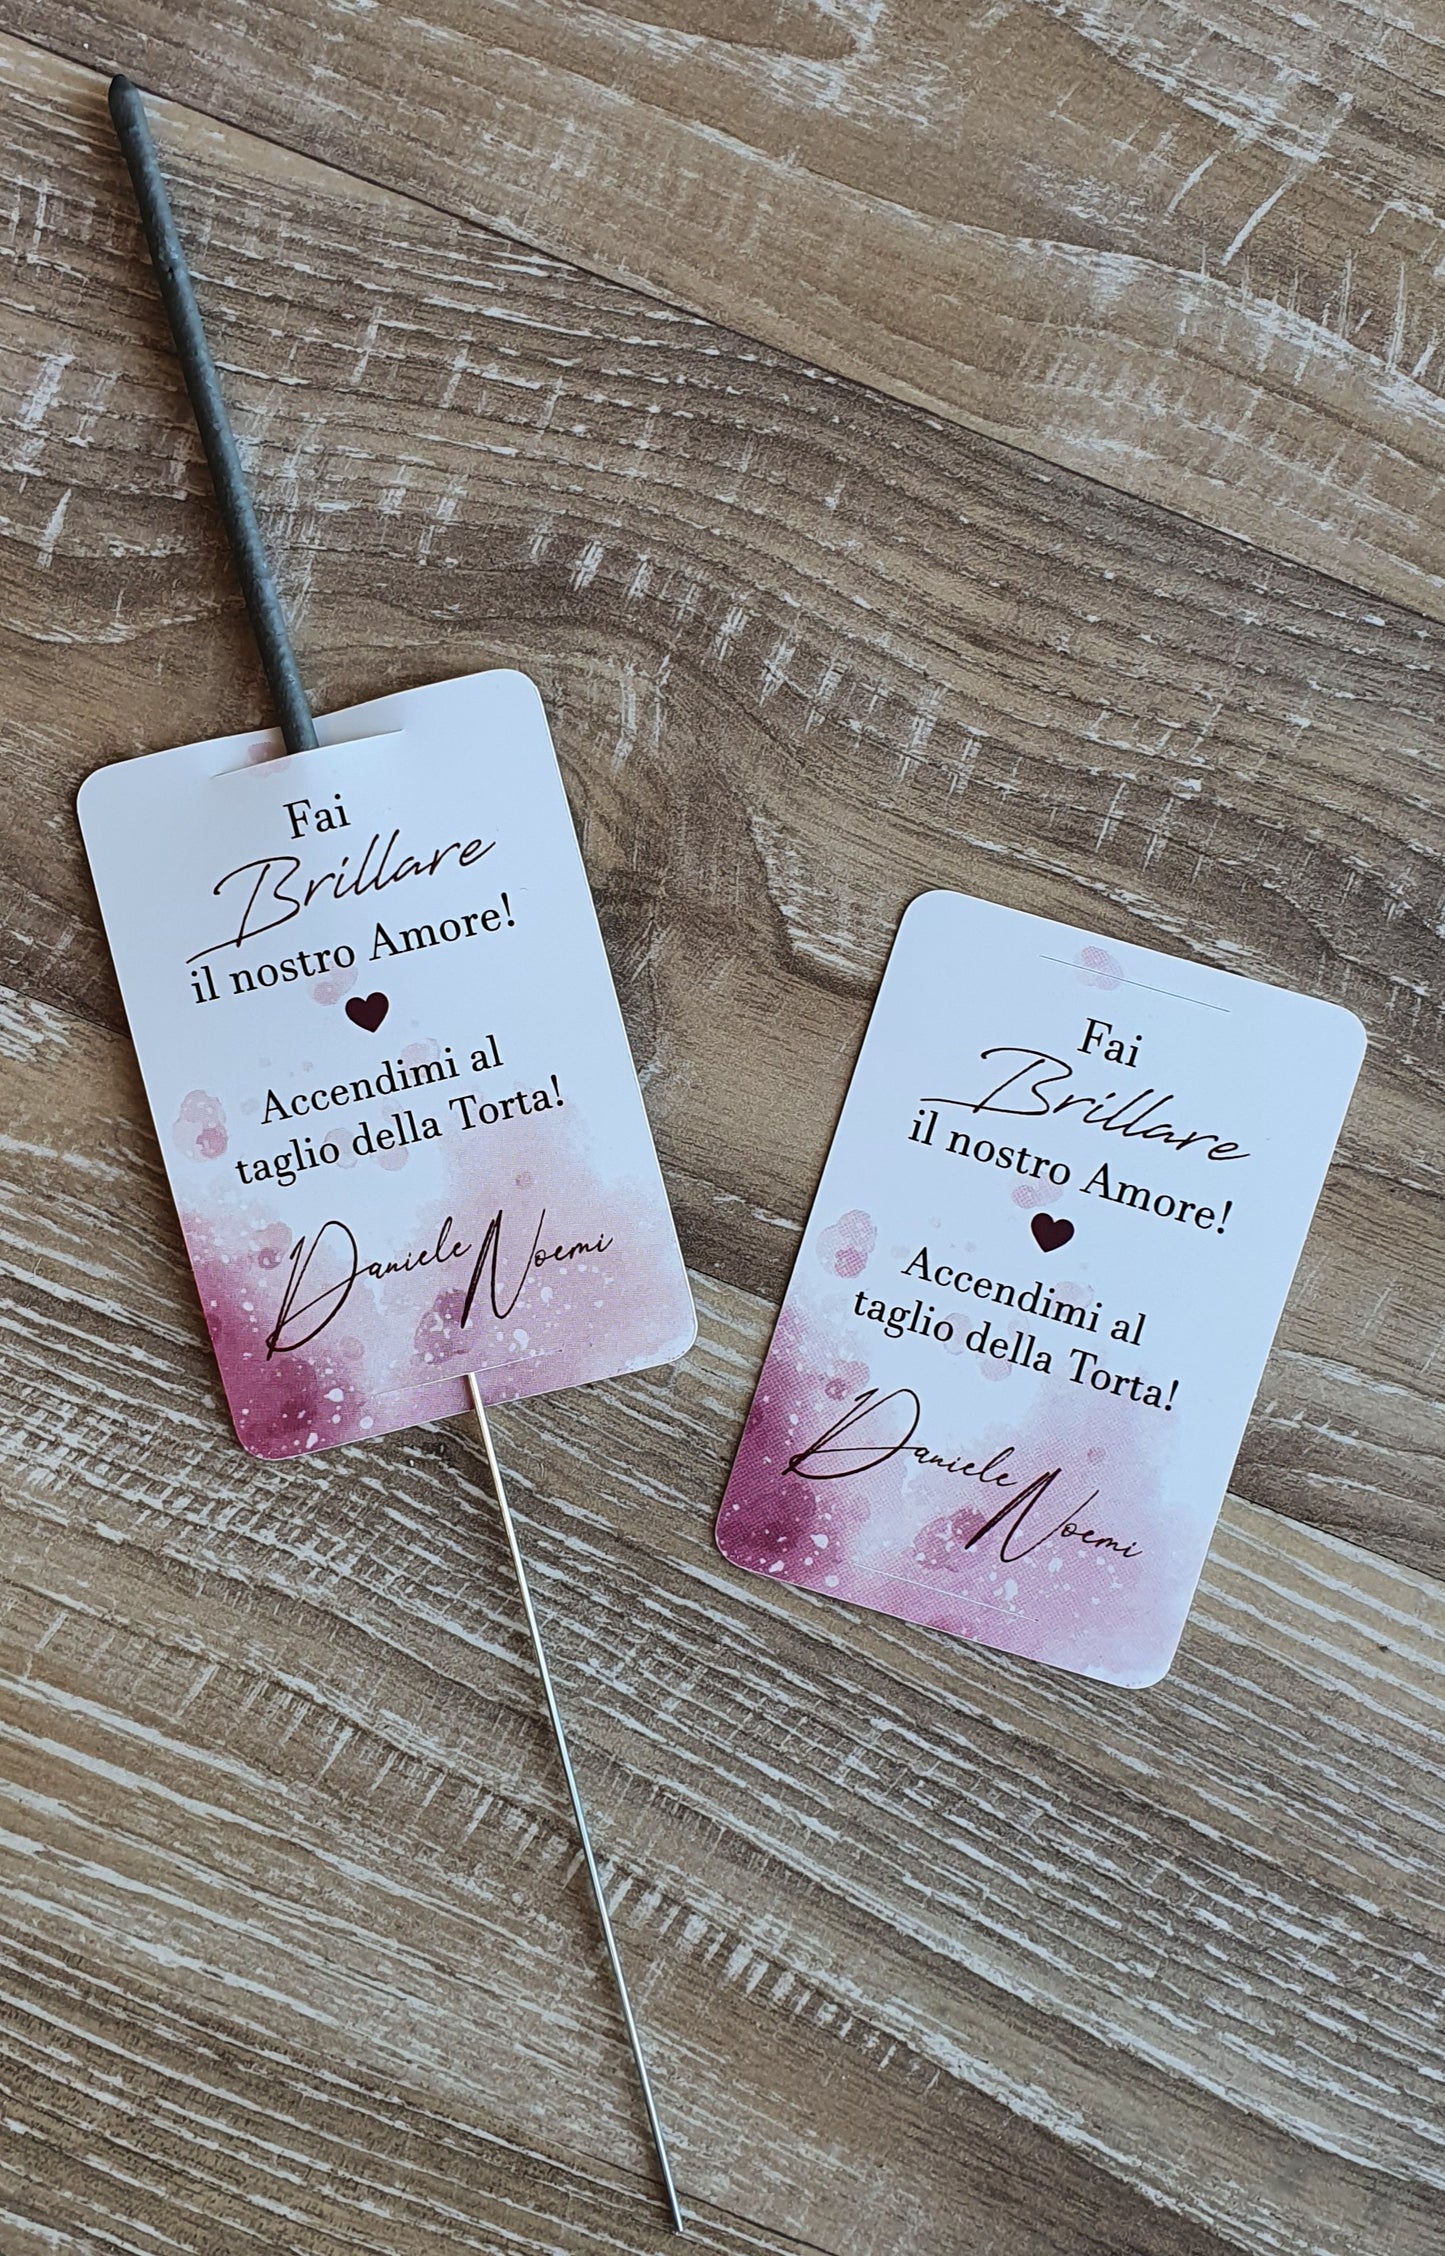 Fai
Brillare
il nostro Amore!
Accendimi al
taglio della Torta!
Daniele Noemi
Fai
Brillare
il nostro Amore!
Accendimi al
taglio della Torta!
Daniele Noemi